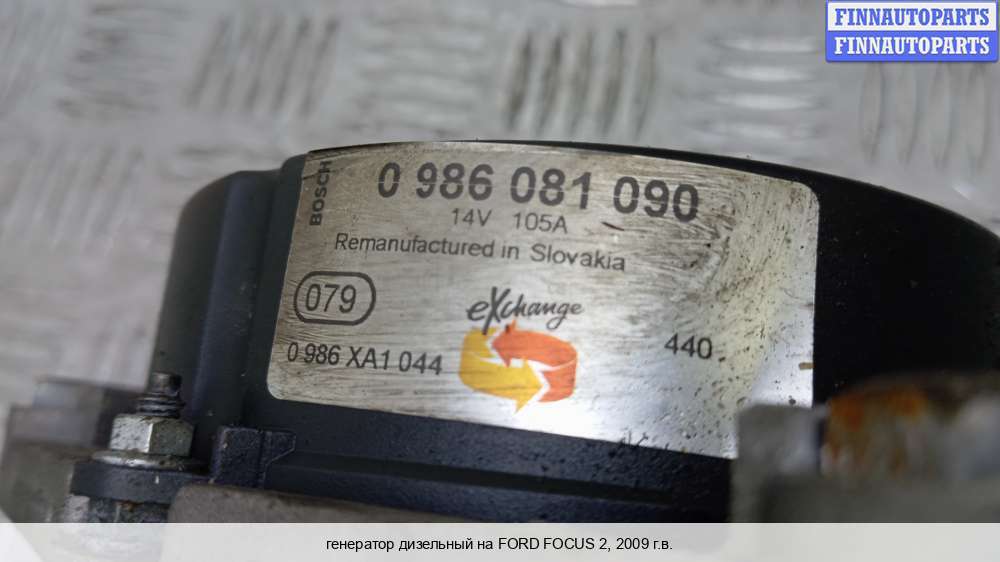 FINNAUTOPARTS
FINNAUTOPARTS
BOSCH
0 986 081 090
14V 105A
Remanufactured in Slovakia
079
eXchange
0 986 XA1 044
440
генератор дизельный на FORD FOCUS 2, 2009 г.в.